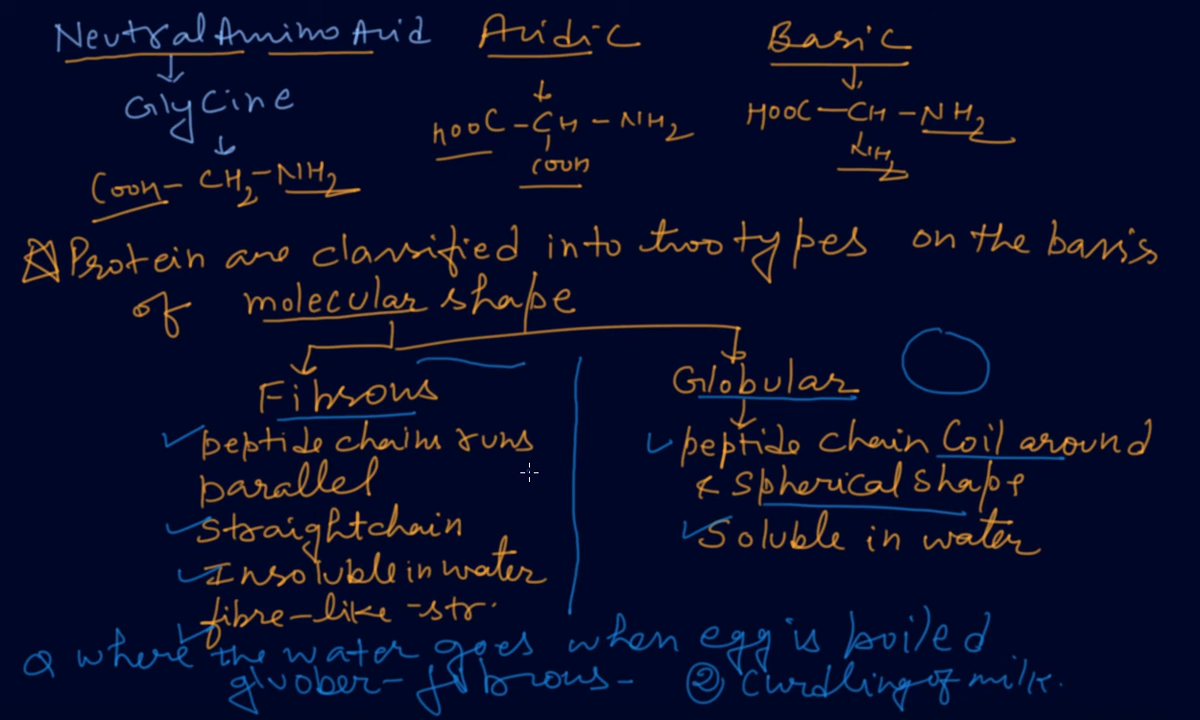 Neutral Amino Acid
Acidic
Basic
Glycine
COOH - CH2 - NH2
HOOC - CH - NH2
COOH
HOOC - CH - NH2
NH2
Protein are classified into two types on the basis
of molecular shape
Fibrous
peptide chains runs
parallel
Straight chain
Insoluble in water
fibre-like-str.
Globular
peptide chain Coil around
& spherical shape
Soluble in water
Q where the water goes when egg is boiled
glUober - fibrous - ② Curdling of milk.